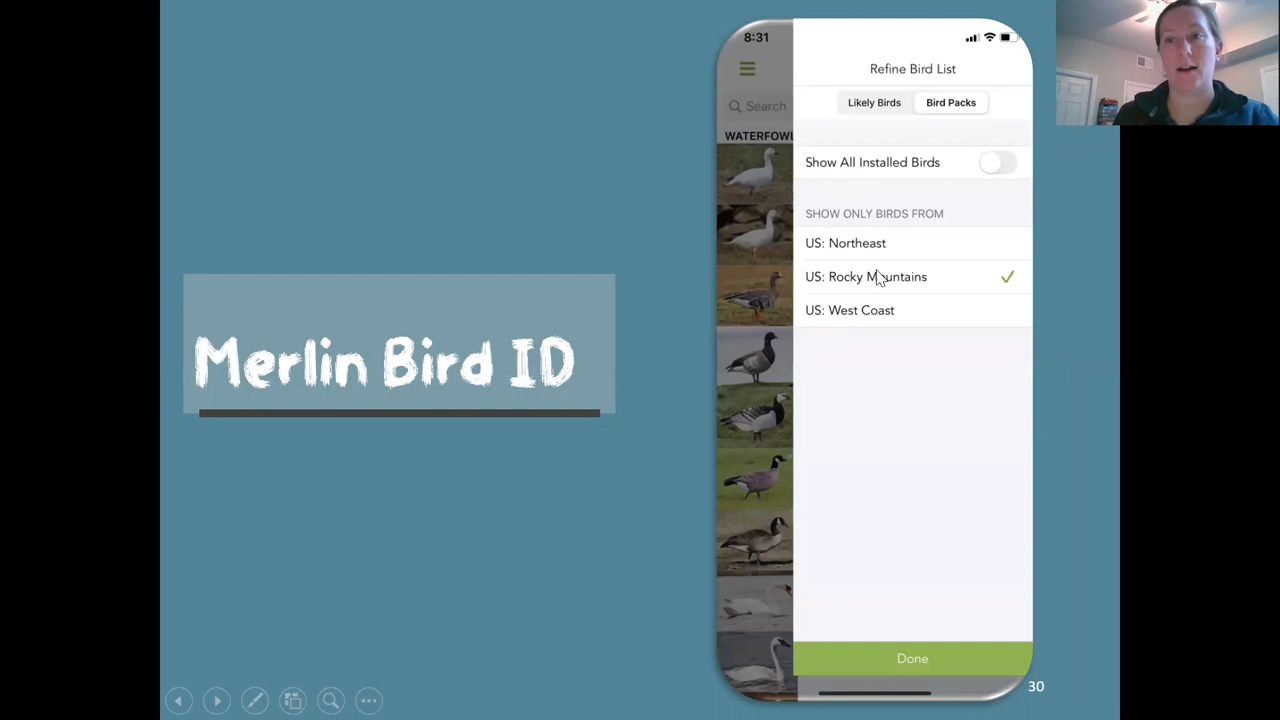 Merlin Bird ID
8:31
Refine Bird List
Likely Birds
Bird Packs
Search
WATERFOWL
Show All Installed Birds
SHOW ONLY BIRDS FROM
US: Northeast
US: Rocky Mountains
US: West Coast
Done
30